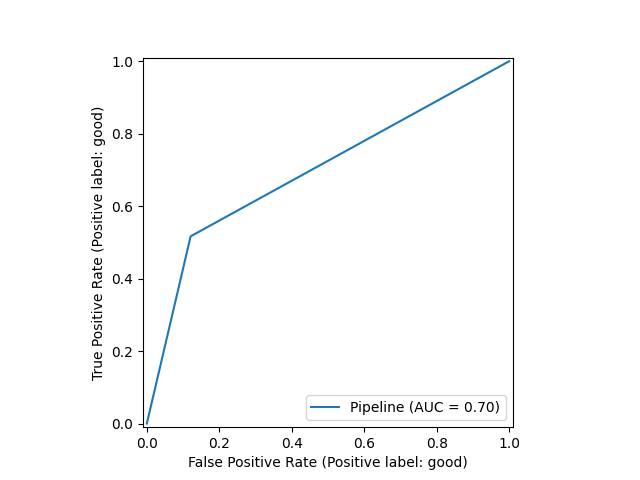 1.0
0.8
0.6
0.4
0.2
0.0
True Positive Rate (Positive label: good)
Pipeline (AUC = 0.70)
0.0 0.2 0.4 0.6 0.8 1.0
False Positive Rate (Positive label: good)